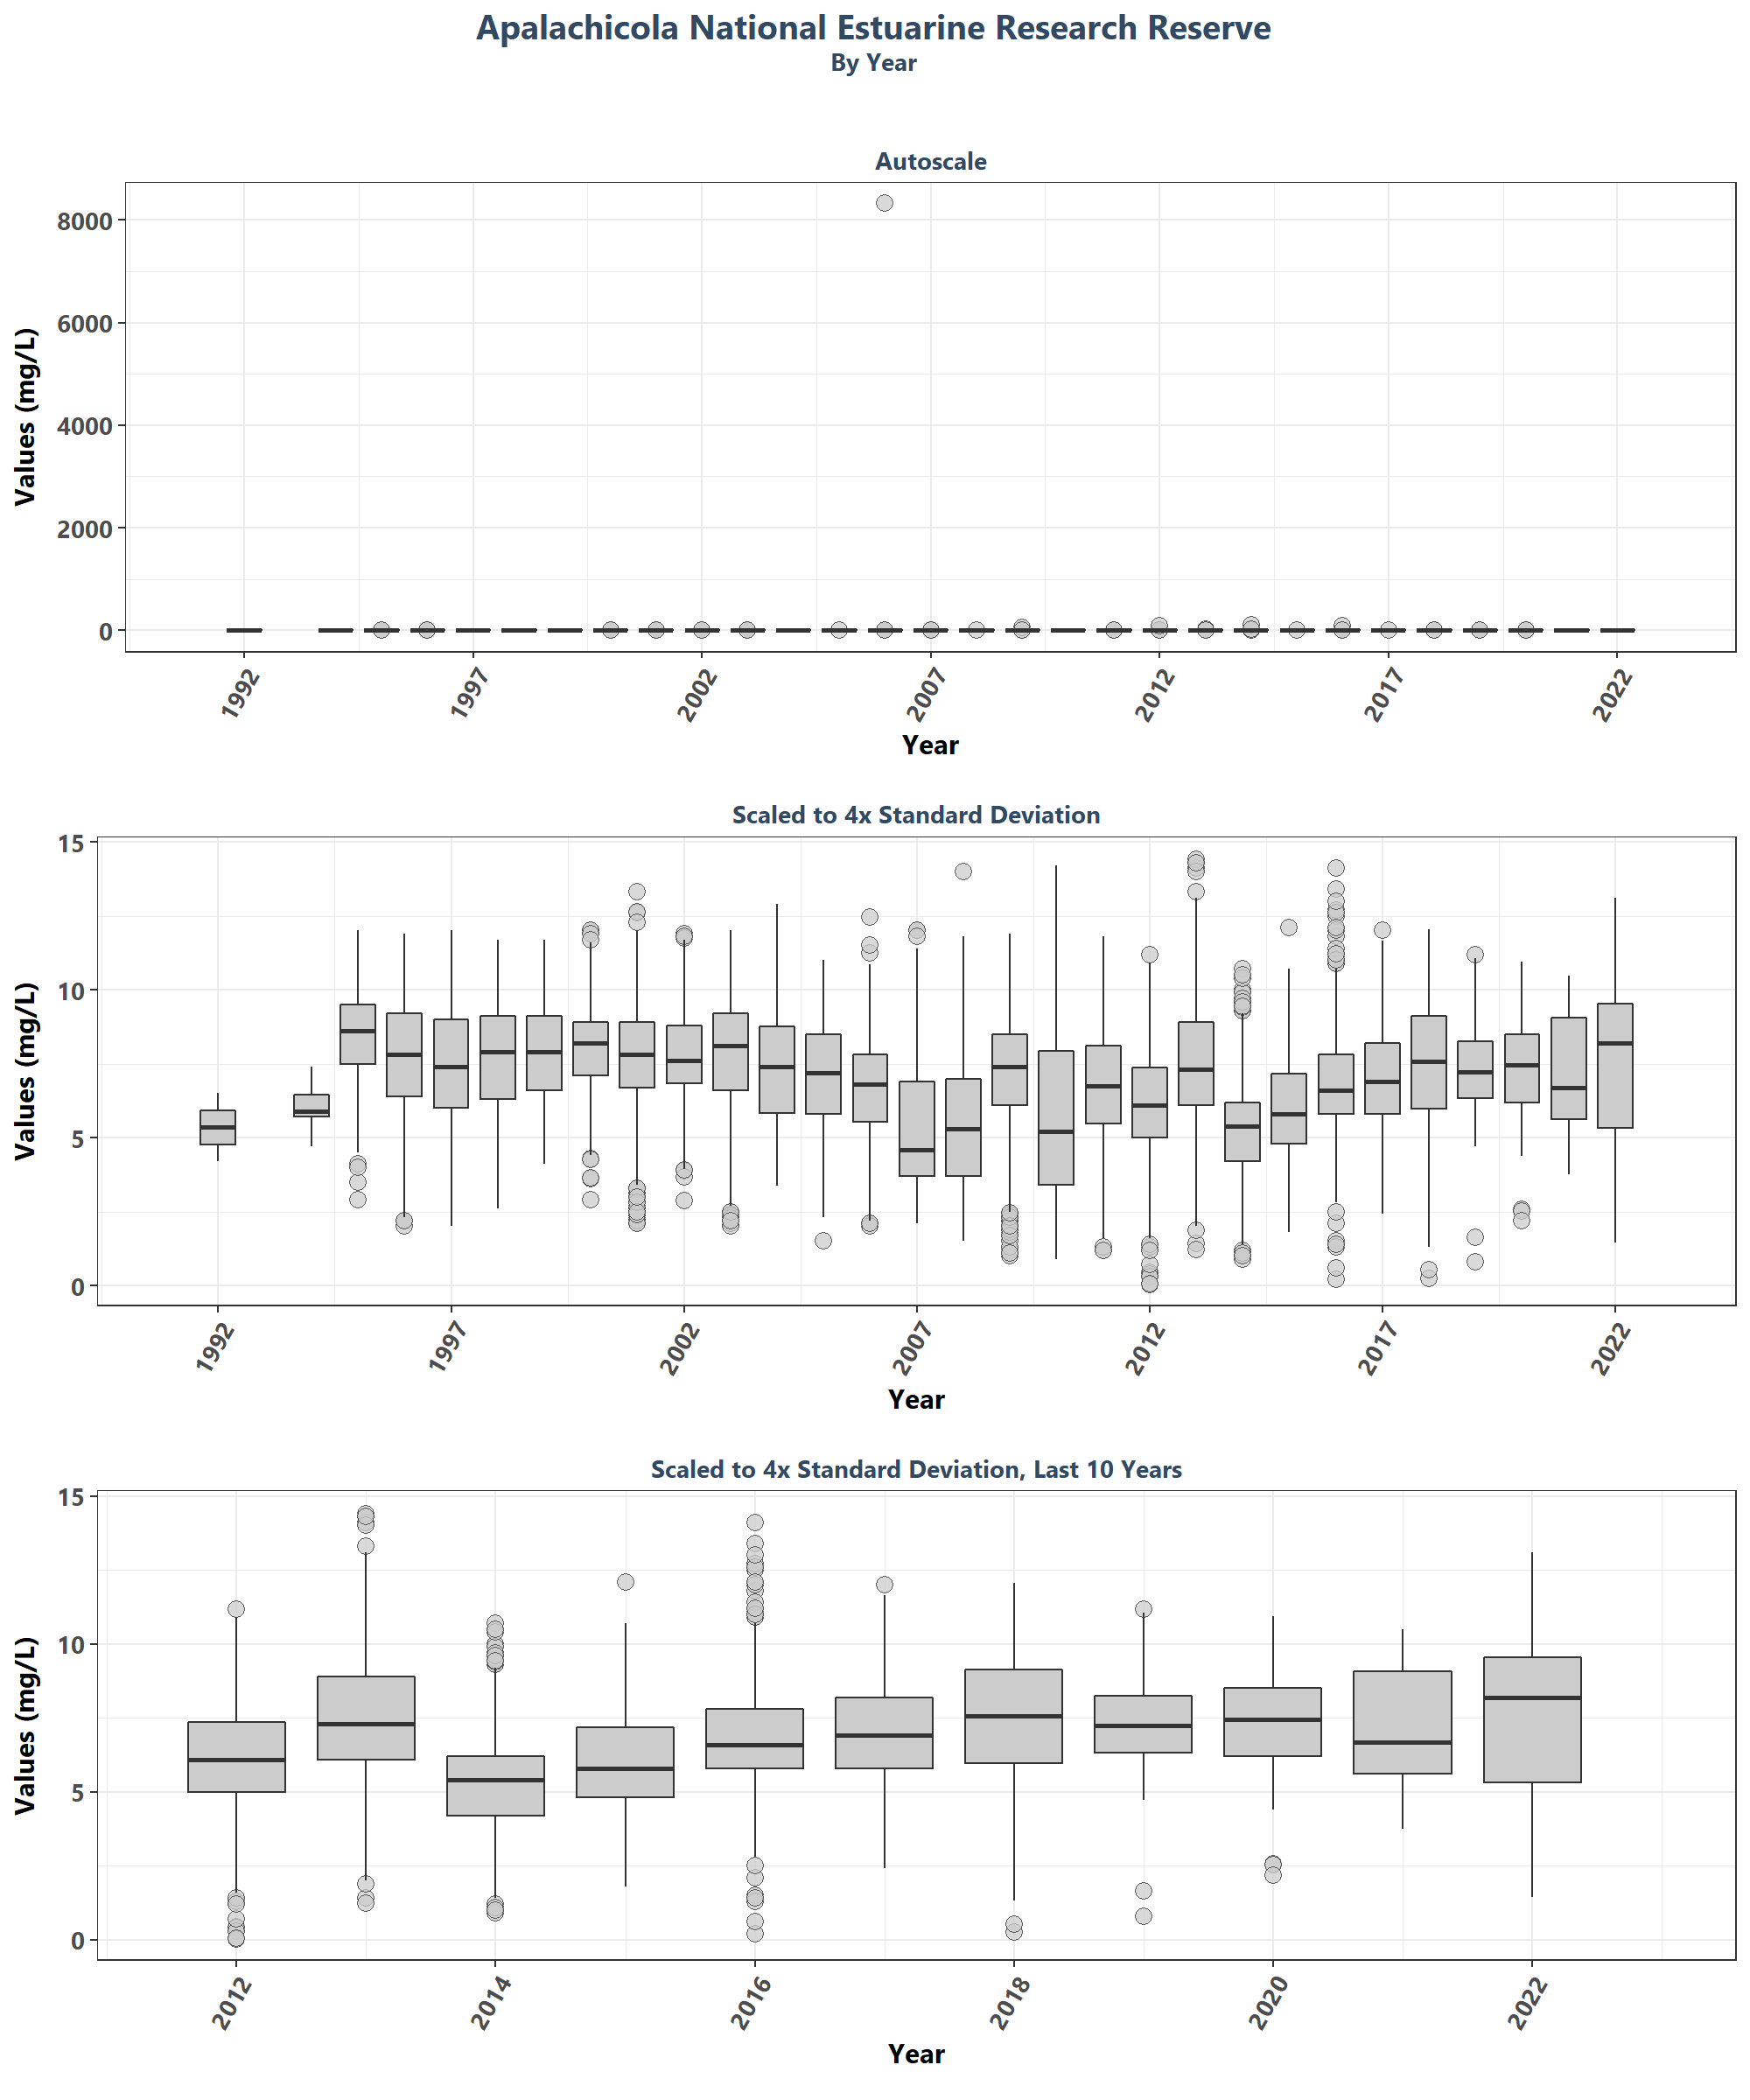 Apalachicola National Estuarine Research Reserve
By Year
Autoscale
Values (mg/L)
8000
6000
4000
2000
0
1992 1997 2002 2007 2012 2017 2022
Year
Scaled to 4x Standard Deviation
Values (mg/L)
15
10
5
0
1992 1997 2002 2007 2012 2017 2022
Year
Scaled to 4x Standard Deviation, Last 10 Years
Values (mg/L)
15
10
5
0
2012 2014 2016 2018 2020 2022
Year